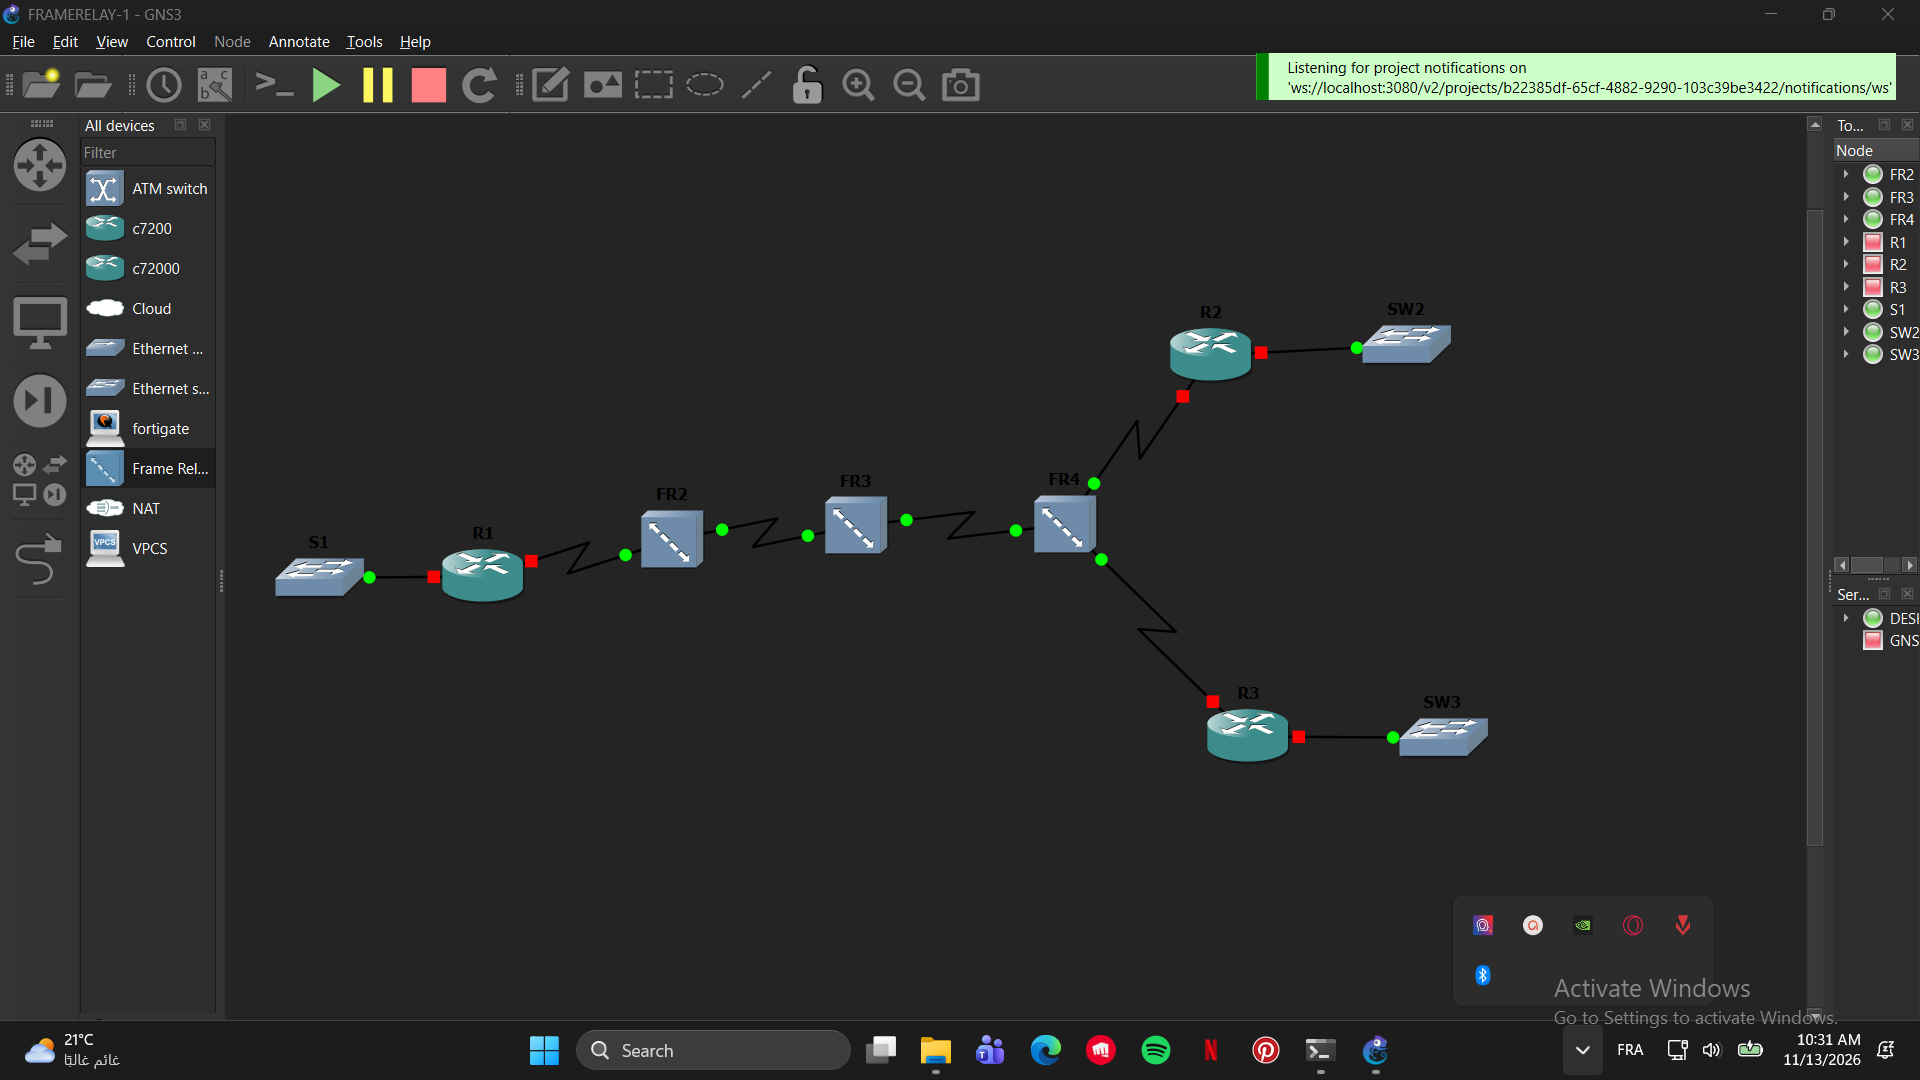 FRAMERELAY-1 - GNS3
File Edit View Control Node Annotate Tools Help
Listening for project notifications on
'ws://localhost:3080/v2/projects/b22385df-65cf-4882-9290-103c39be3422/notifications/ws'
All devices
Filter
ATM switch
c7200
c72000
Cloud
Ethernet ...
Ethernet s...
fortigate
Frame Rel...
NAT
VPCS
S1
R1
FR2
FR3
FR4
R2
SW2
R3
SW3
To...
Node
FR2
FR3
FR4
R1
R2
R3
S1
SW2
SW3
Ser...
DESI
GNS
Activate Windows
Go to Settings to activate Windows.
21°C
غائم غالبًا
Search
FRA
10:31 AM
11/13/2026